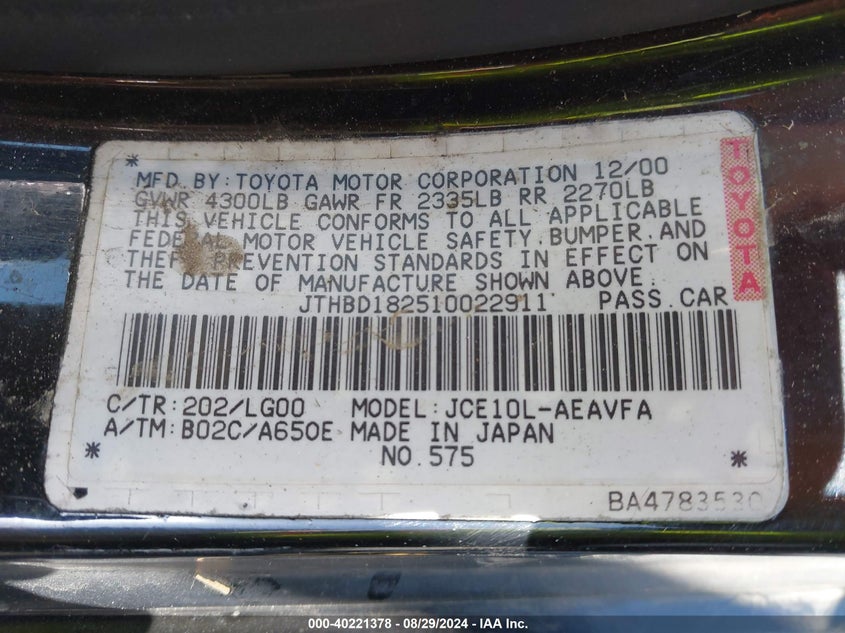 * MFD. BY: TOYOTA MOTOR CORPORATION 12/00
GVWR 4300LB GAWR FR 2335LB RR 2270LB
THIS VEHICLE CONFORMS TO ALL APPLICABLE
FEDERAL MOTOR VEHICLE SAFETY, BUMPER, AND
THEFT PREVENTION STANDARDS IN EFFECT ON
THE DATE OF MANUFACTURE SHOWN ABOVE.
JTHBD182510022911 PASS. CAR
TOYOTA
C/TR: 202/LG00 MODEL: JCE10L-AEAVFA
A/TM: B02C/A650E MADE IN JAPAN
* NO. 575 *
BA4783530
000-40221378 - 08/29/2024 - IAA Inc.